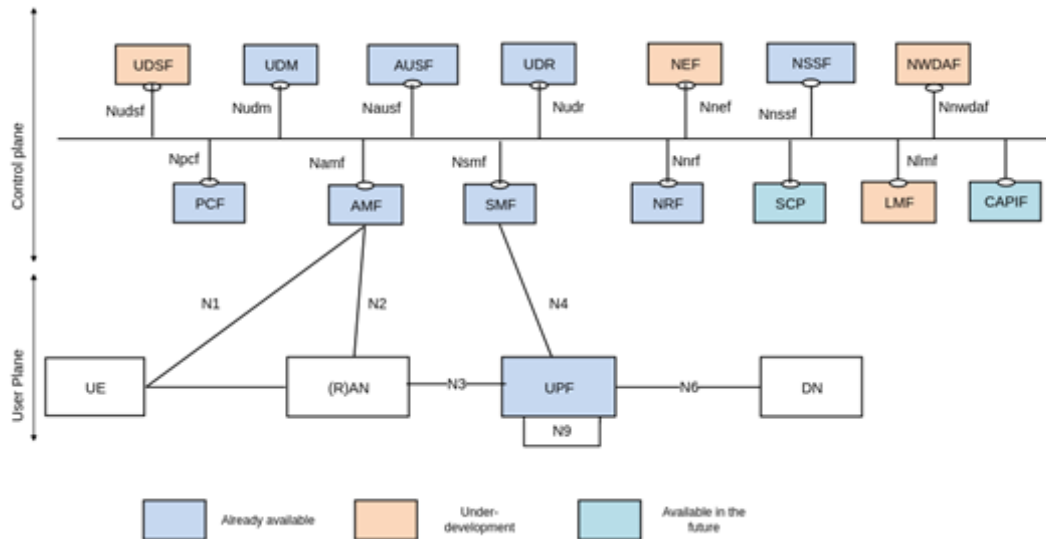 UDSF
UDM
AUSF
UDR
NEF
NSSF
NWDAF
Nudsf
Nudm
Nausf
Nudr
Nnef
Nnssf
Nnwdaf
Control plane
Npcf
Namf
Nsmf
Nnrf
Nlmf
PCF
AMF
SMF
NRF
SCP
LMF
CAPIF
N1
N2
N4
User Plane
UE
(R)AN
N3
UPF
N6
DN
N9
Already available
Under-
development
Available in the
future